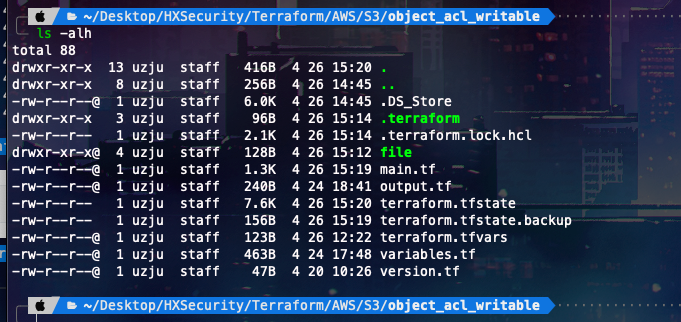 ~/Desktop/HXSecurity/Terraform/AWS/S3/object_acl_writable
ls -alh
total 88
drwxr-xr-x 13 uzju staff 416B 4 26 15:20 .
drwxr-xr-x 8 uzju staff 256B 4 26 14:45 ..
-rw-r--r--@ 1 uzju staff 6.0K 4 26 14:45 .DS_Store
drwxr-xr-x 3 uzju staff 96B 4 26 15:14 .terraform
-rw-r--r-- 1 uzju staff 2.1K 4 26 15:14 .terraform.lock.hcl
drwxr-xr-x@ 4 uzju staff 128B 4 26 15:12 file
-rw-r--r--@ 1 uzju staff 1.3K 4 26 15:19 main.tf
-rw-r--r--@ 1 uzju staff 240B 4 24 18:41 output.tf
-rw-r--r-- 1 uzju staff 7.6K 4 26 15:20 terraform.tfstate
-rw-r--r-- 1 uzju staff 156B 4 26 15:19 terraform.tfstate.backup
-rw-r--r--@ 1 uzju staff 123B 4 26 12:22 terraform.tfvars
-rw-r--r--@ 1 uzju staff 463B 4 24 17:48 variables.tf
-rw-r--r--@ 1 uzju staff 47B 4 20 10:26 version.tf
~/Desktop/HXSecurity/Terraform/AWS/S3/object_acl_writable